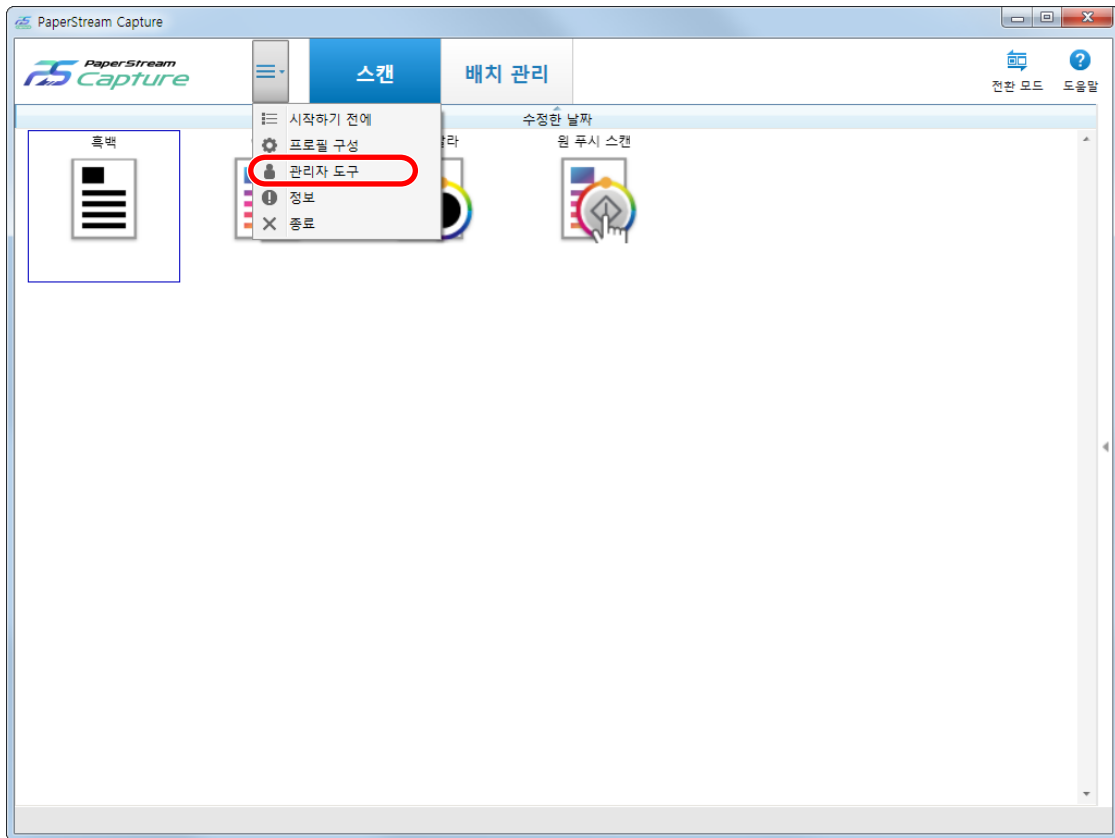 PaperStream Capture
PaperStream
Capture
스캔
배치 관리
전환 모드
도움말
시작하기 전에
프로필 구성
관리자 도구
정보
종료
수정한 날짜
흑백
원 푸시 스캔